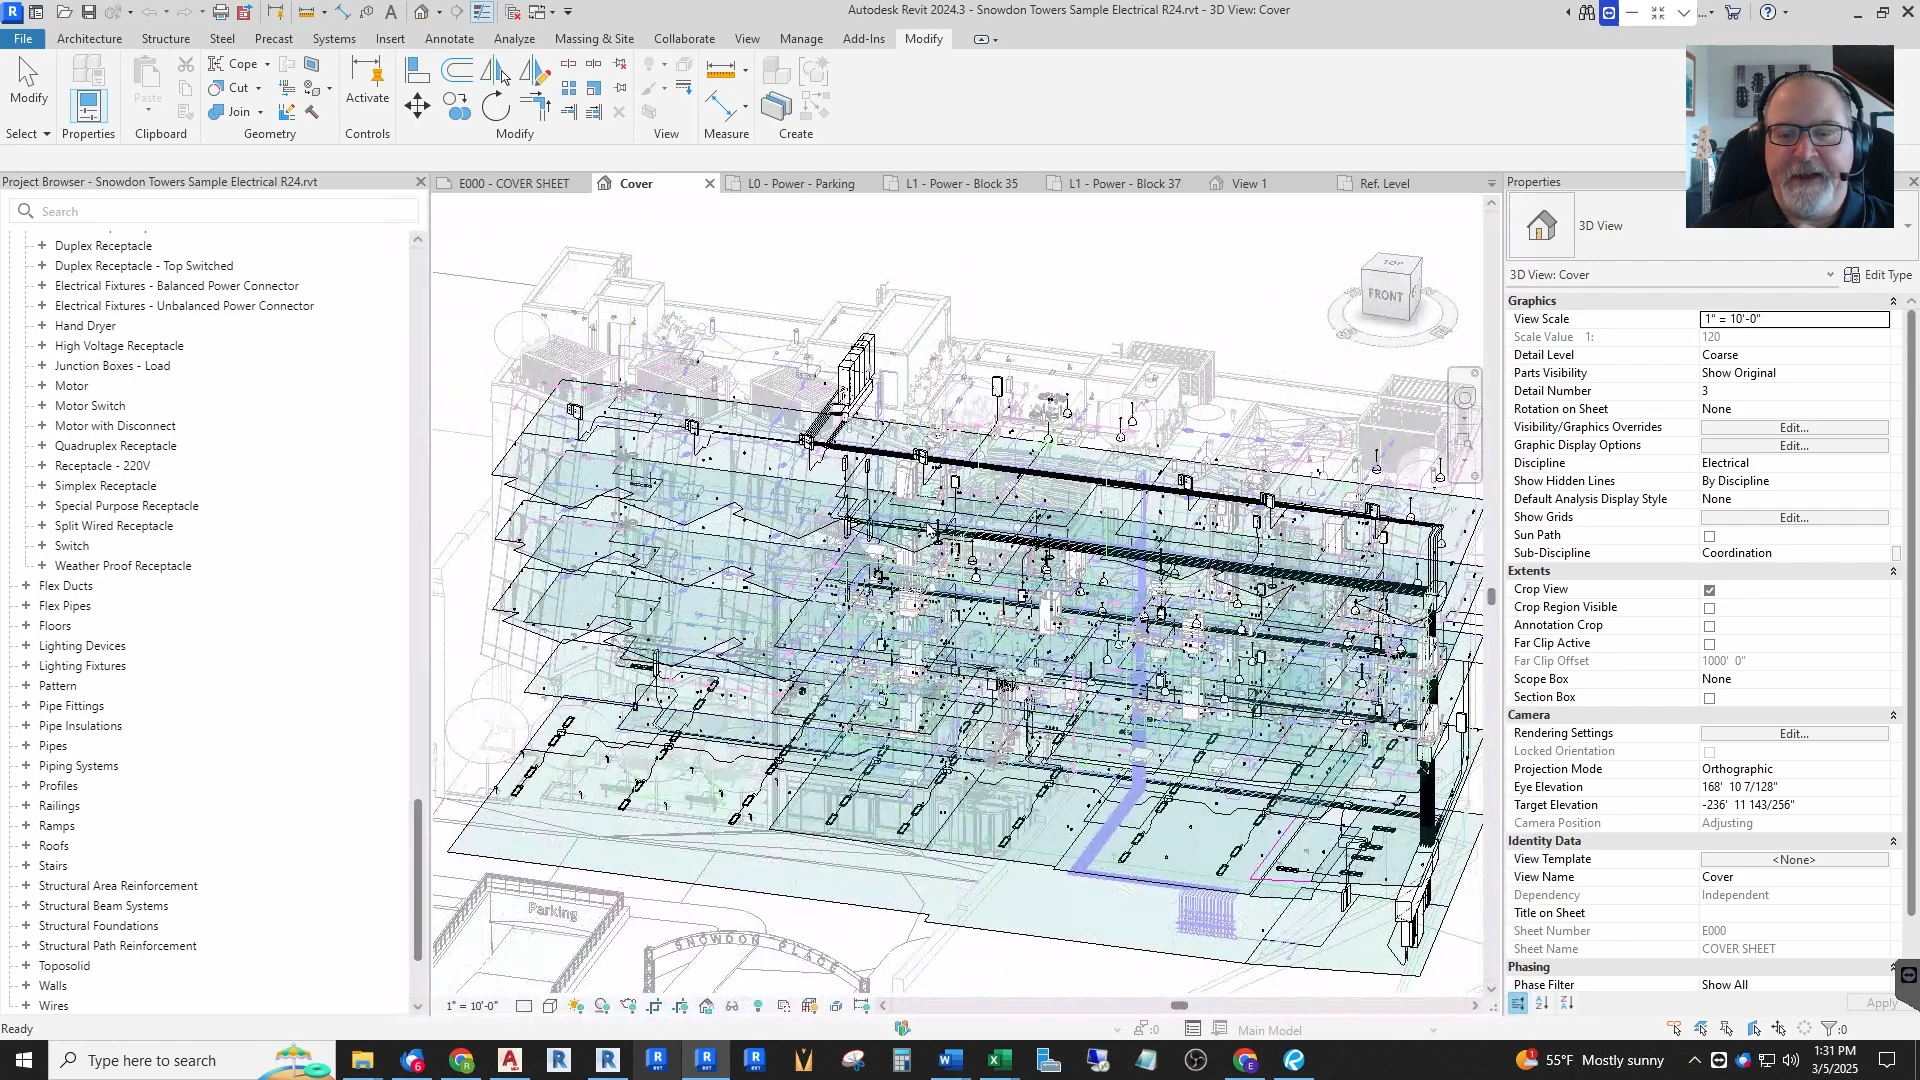 Autodesk Revit 2024.3 - Snowdon Towers Sample Electrical R24.rvt - 3D View: Cover
File Architecture Structure Steel Precast Systems Insert Annotate Analyze Massing & Site Collaborate View Manage Add-Ins Modify
Modify
Paste
Cope
Cut
Join
Activate
Select Properties Clipboard Geometry Controls Modify View Measure Create
Project Browser - Snowdon Towers Sample Electrical R24.rvt
Search
Duplex Receptacle
Duplex Receptacle - Top Switched
Electrical Fixtures - Balanced Power Connector
Electrical Fixtures - Unbalanced Power Connector
Hand Dryer
High Voltage Receptacle
Junction Boxes - Load
Motor
Motor Switch
Motor with Disconnect
Quadruplex Receptacle
Receptacle - 220V
Simplex Receptacle
Special Purpose Receptacle
Split Wired Receptacle
Switch
Weather Proof Receptacle
Flex Ducts
Flex Pipes
Floors
Lighting Devices
Lighting Fixtures
Pattern
Pipe Fittings
Pipe Insulations
Pipes
Piping Systems
Profiles
Railings
Ramps
Roofs
Stairs
Structural Area Reinforcement
Structural Beam Systems
Structural Foundations
Structural Path Reinforcement
Toposolid
Walls
Wires
E000 - COVER SHEET Cover L0 - Power - Parking L1 - Power - Block 35 L1 - Power - Block 37 View 1 Ref. Level
TOP
FRONT
Parking
SNOWDON PLACE
1" = 10'-0"
Properties
3D View
3D View: Cover Edit Type
Graphics
View Scale 1" = 10'-0"
Scale Value 1: 120
Detail Level Coarse
Parts Visibility Show Original
Detail Number 3
Rotation on Sheet None
Visibility/Graphics Overrides Edit...
Graphic Display Options Edit...
Discipline Electrical
Show Hidden Lines By Discipline
Default Analysis Display Style None
Show Grids Edit...
Sun Path
Sub-Discipline Coordination
Extents
Crop View
Crop Region Visible
Annotation Crop
Far Clip Active
Far Clip Offset 1000' 0"
Scope Box None
Section Box
Camera
Rendering Settings Edit...
Locked Orientation
Projection Mode Orthographic
Eye Elevation 168' 10 7/128"
Target Elevation -236' 11 143/256"
Camera Position Adjusting
Identity Data
View Template <None>
View Name Cover
Dependency Independent
Title on Sheet
Sheet Number E000
Sheet Name COVER SHEET
Phasing
Phase Filter Show All
Apply
Ready
:0
Main Model
:0
Type here to search
55°F Mostly sunny
1:31 PM
3/5/2025